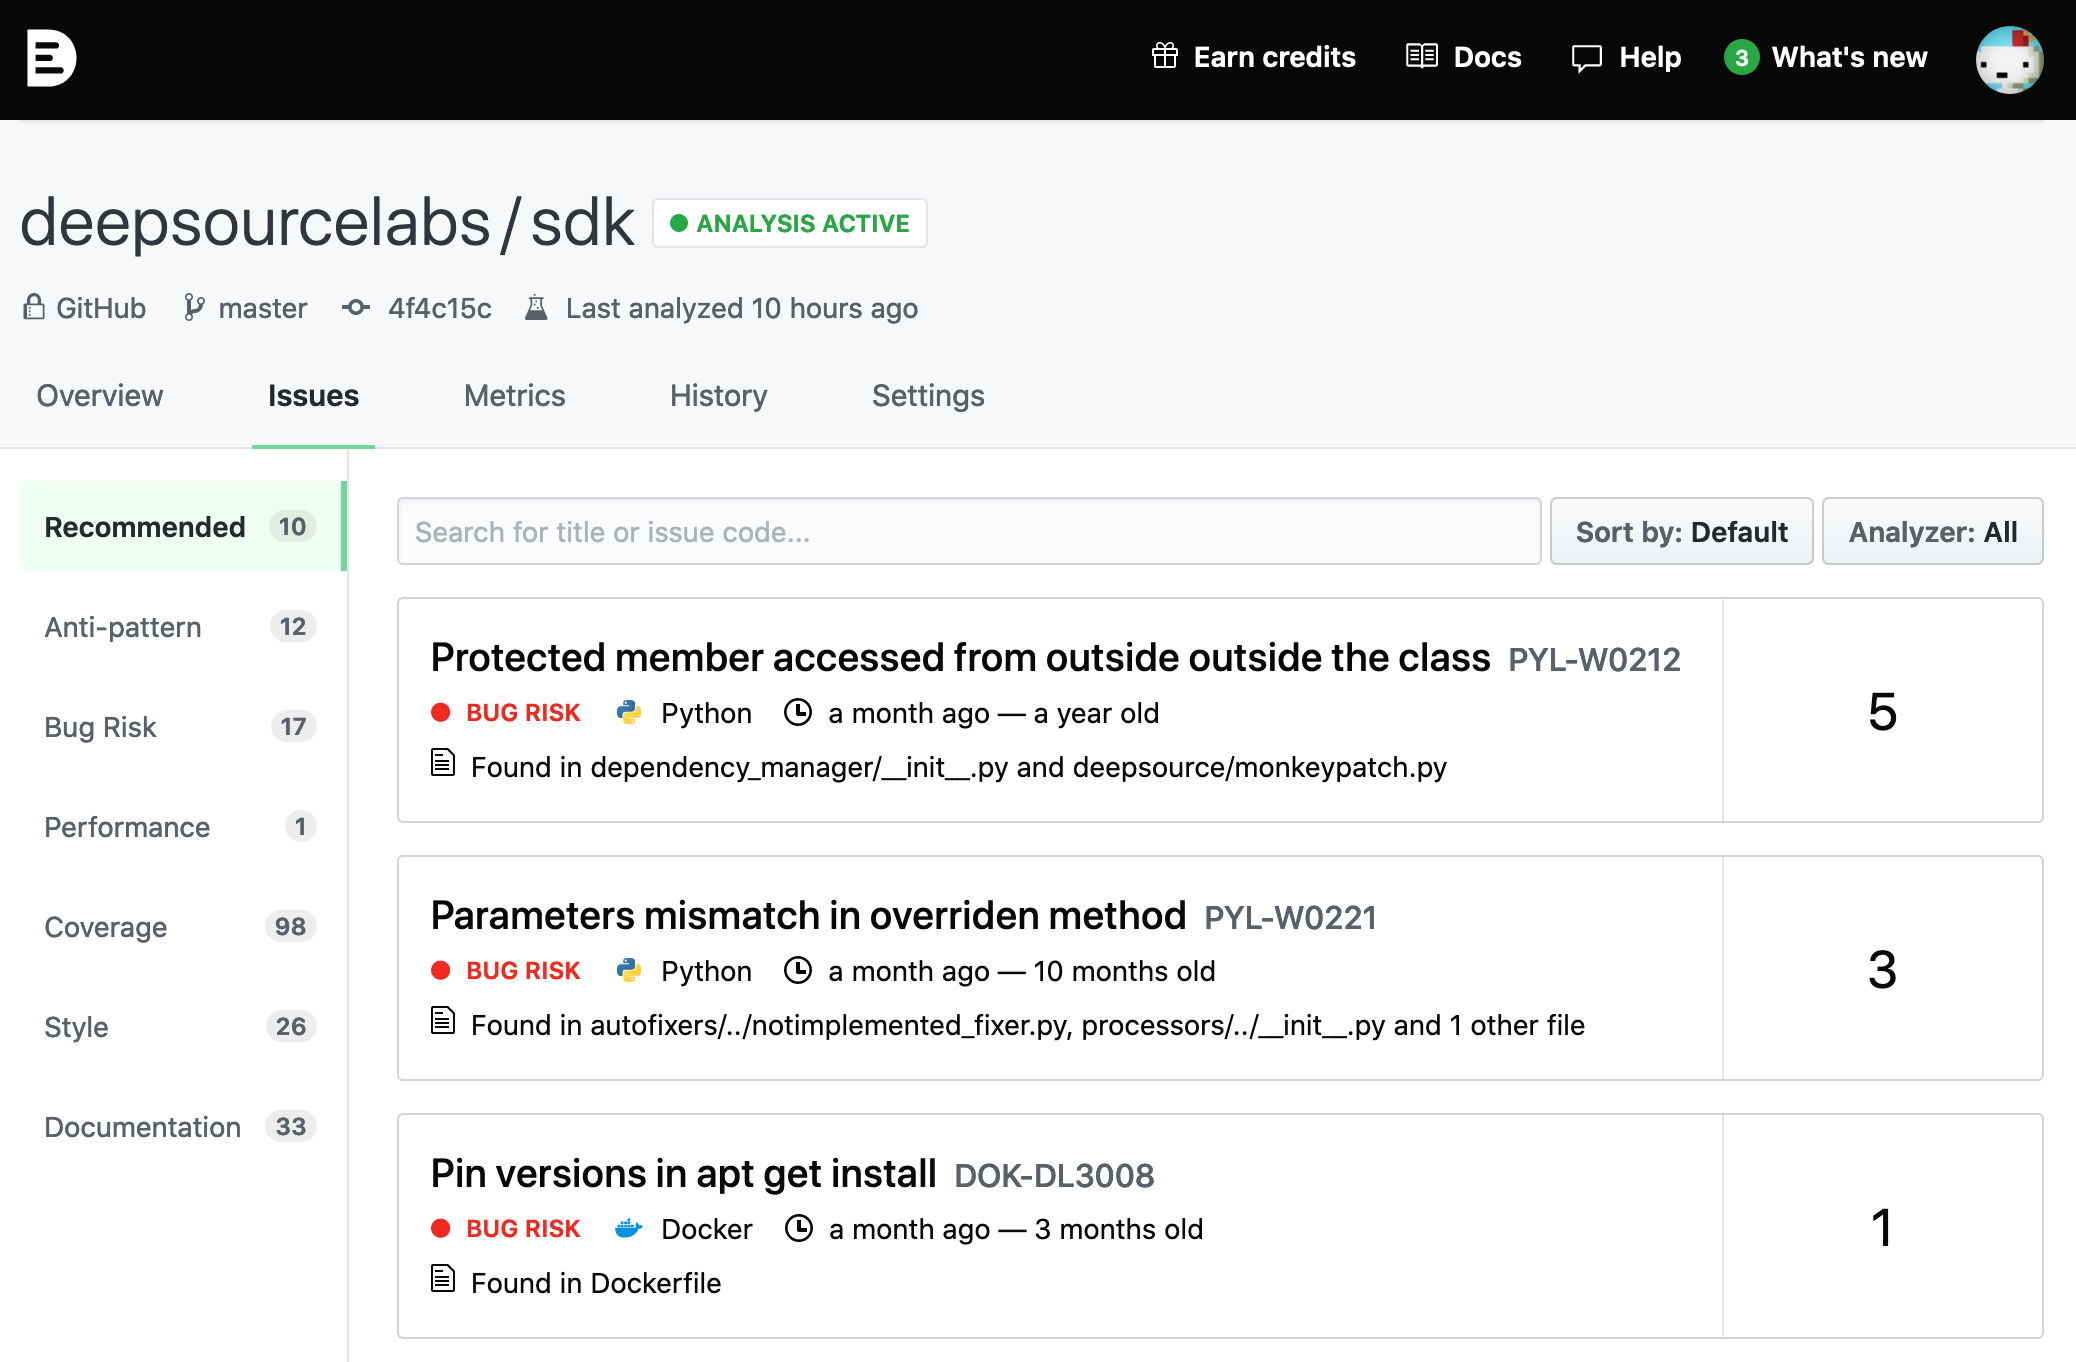 Earn credits Docs Help 3 What's new
deepsourcelabs/sdk ANALYSIS ACTIVE
GitHub master 4f4c15c Last analyzed 10 hours ago
Overview Issues Metrics History Settings
Recommended 10
Anti-pattern 12
Bug Risk 17
Performance 1
Coverage 98
Style 26
Documentation 33
Search for title or issue code... Sort by: Default Analyzer: All
Protected member accessed from outside outside the class PYL-W0212
BUG RISK Python a month ago — a year old
Found in dependency_manager/__init__.py and deepsource/monkeypatch.py
5
Parameters mismatch in overriden method PYL-W0221
BUG RISK Python a month ago — 10 months old
Found in autofixers/../notimplemented_fixer.py, processors/../__init__.py and 1 other file
3
Pin versions in apt get install DOK-DL3008
BUG RISK Docker a month ago — 3 months old
Found in Dockerfile
1